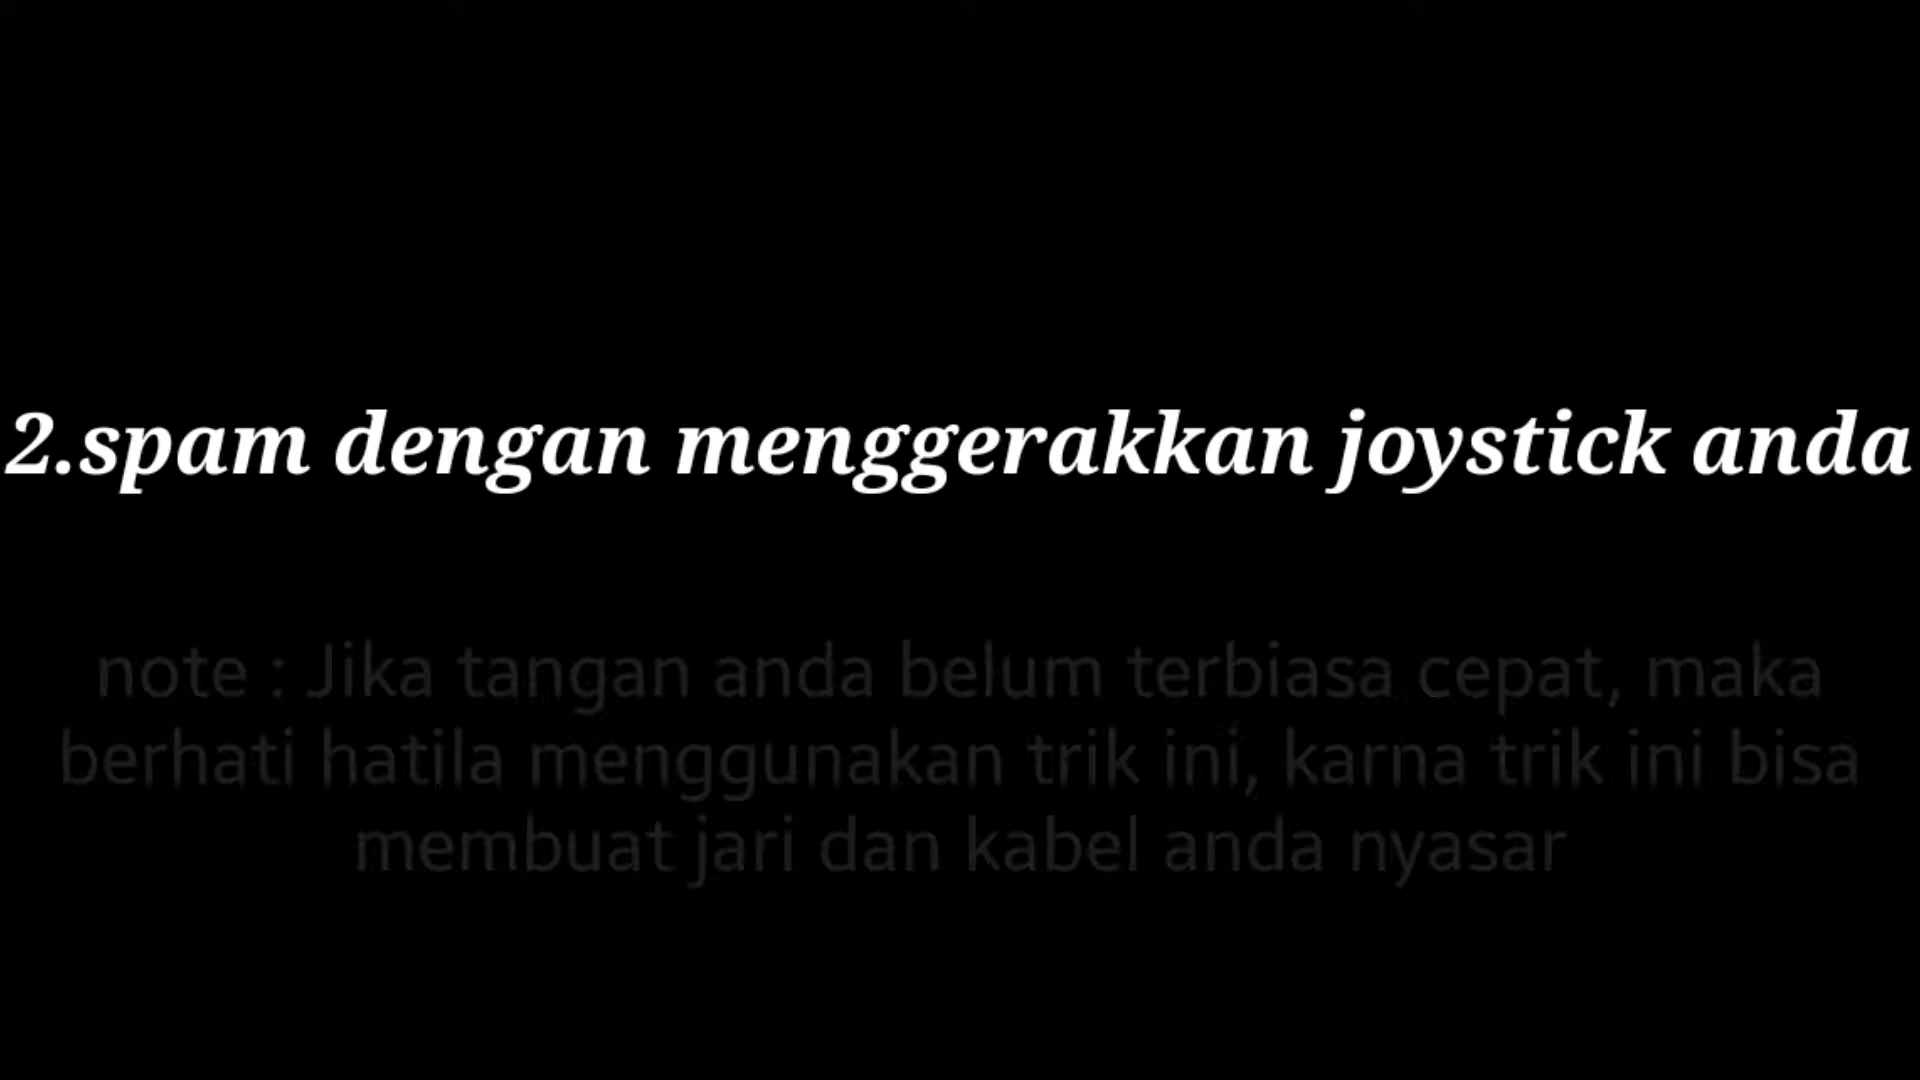 2.spam dengan menggerakkan joystick anda
note : Jika tangan anda belum terbiasa cepat, maka
berhati hatila menggunakan trik ini, karna trik ini bisa
membuat jari dan kabel anda nyasar